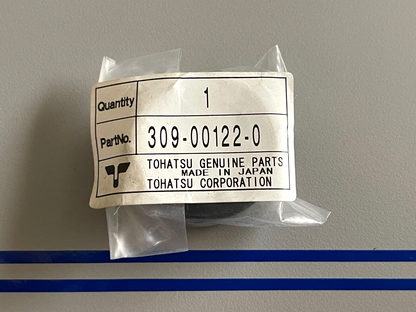 Quantity 1
PartNo. 309-00122-0
TOHATSU GENUINE PARTS
MADE IN JAPAN
TOHATSU CORPORATION